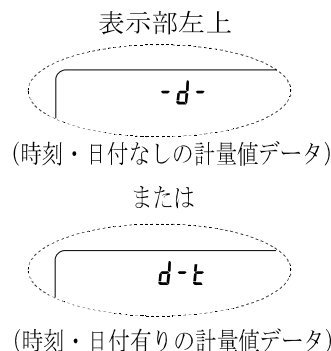 表示部左上
-d-
(時刻・日付なしの計量値データ)
または
d-t
(時刻・日付有りの計量値データ)